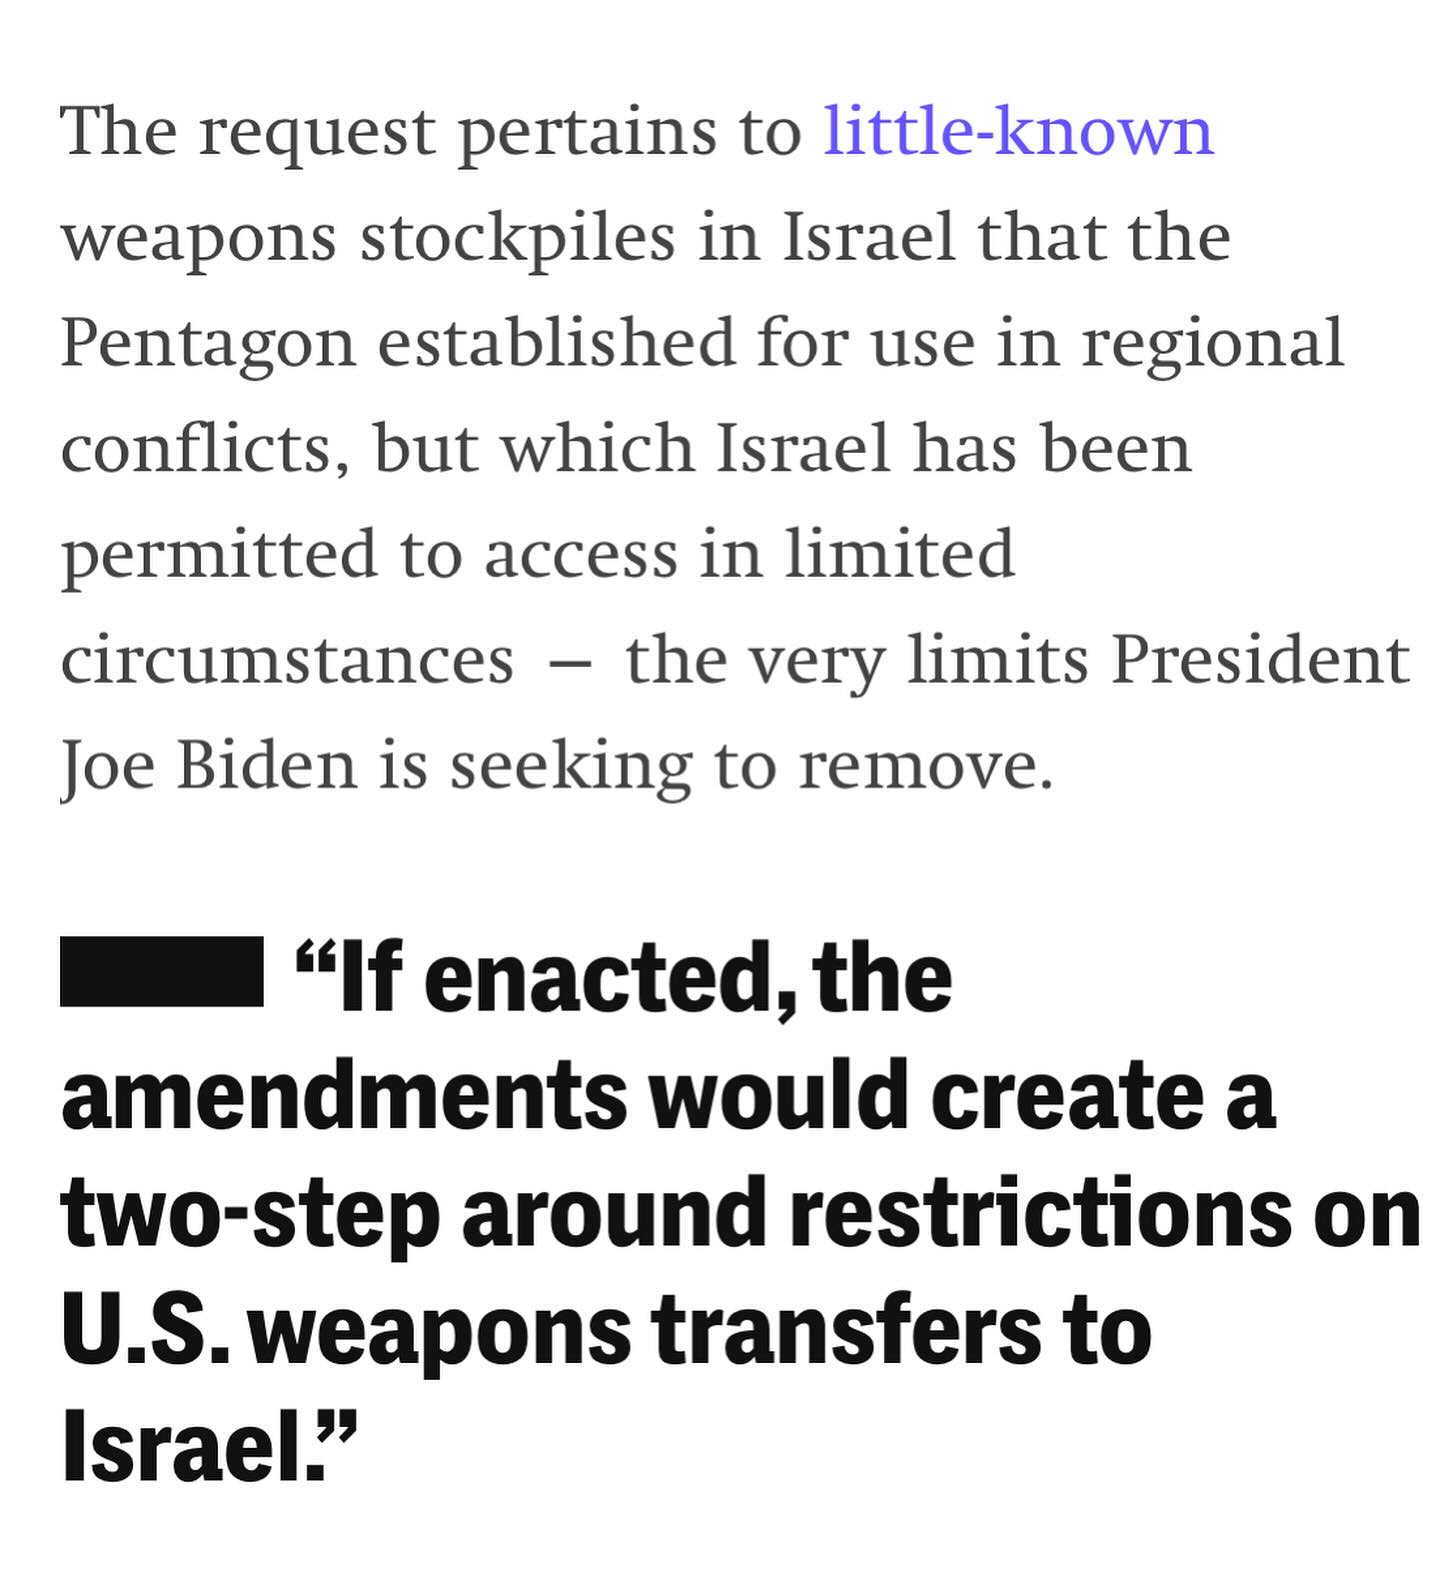 The request pertains to little-known
weapons stockpiles in Israel that the
Pentagon established for use in regional
conflicts, but which Israel has been
permitted to access in limited
circumstances — the very limits President
Joe Biden is seeking to remove.
“If enacted, the
amendments would create a
two-step around restrictions on
U.S. weapons transfers to
Israel.”